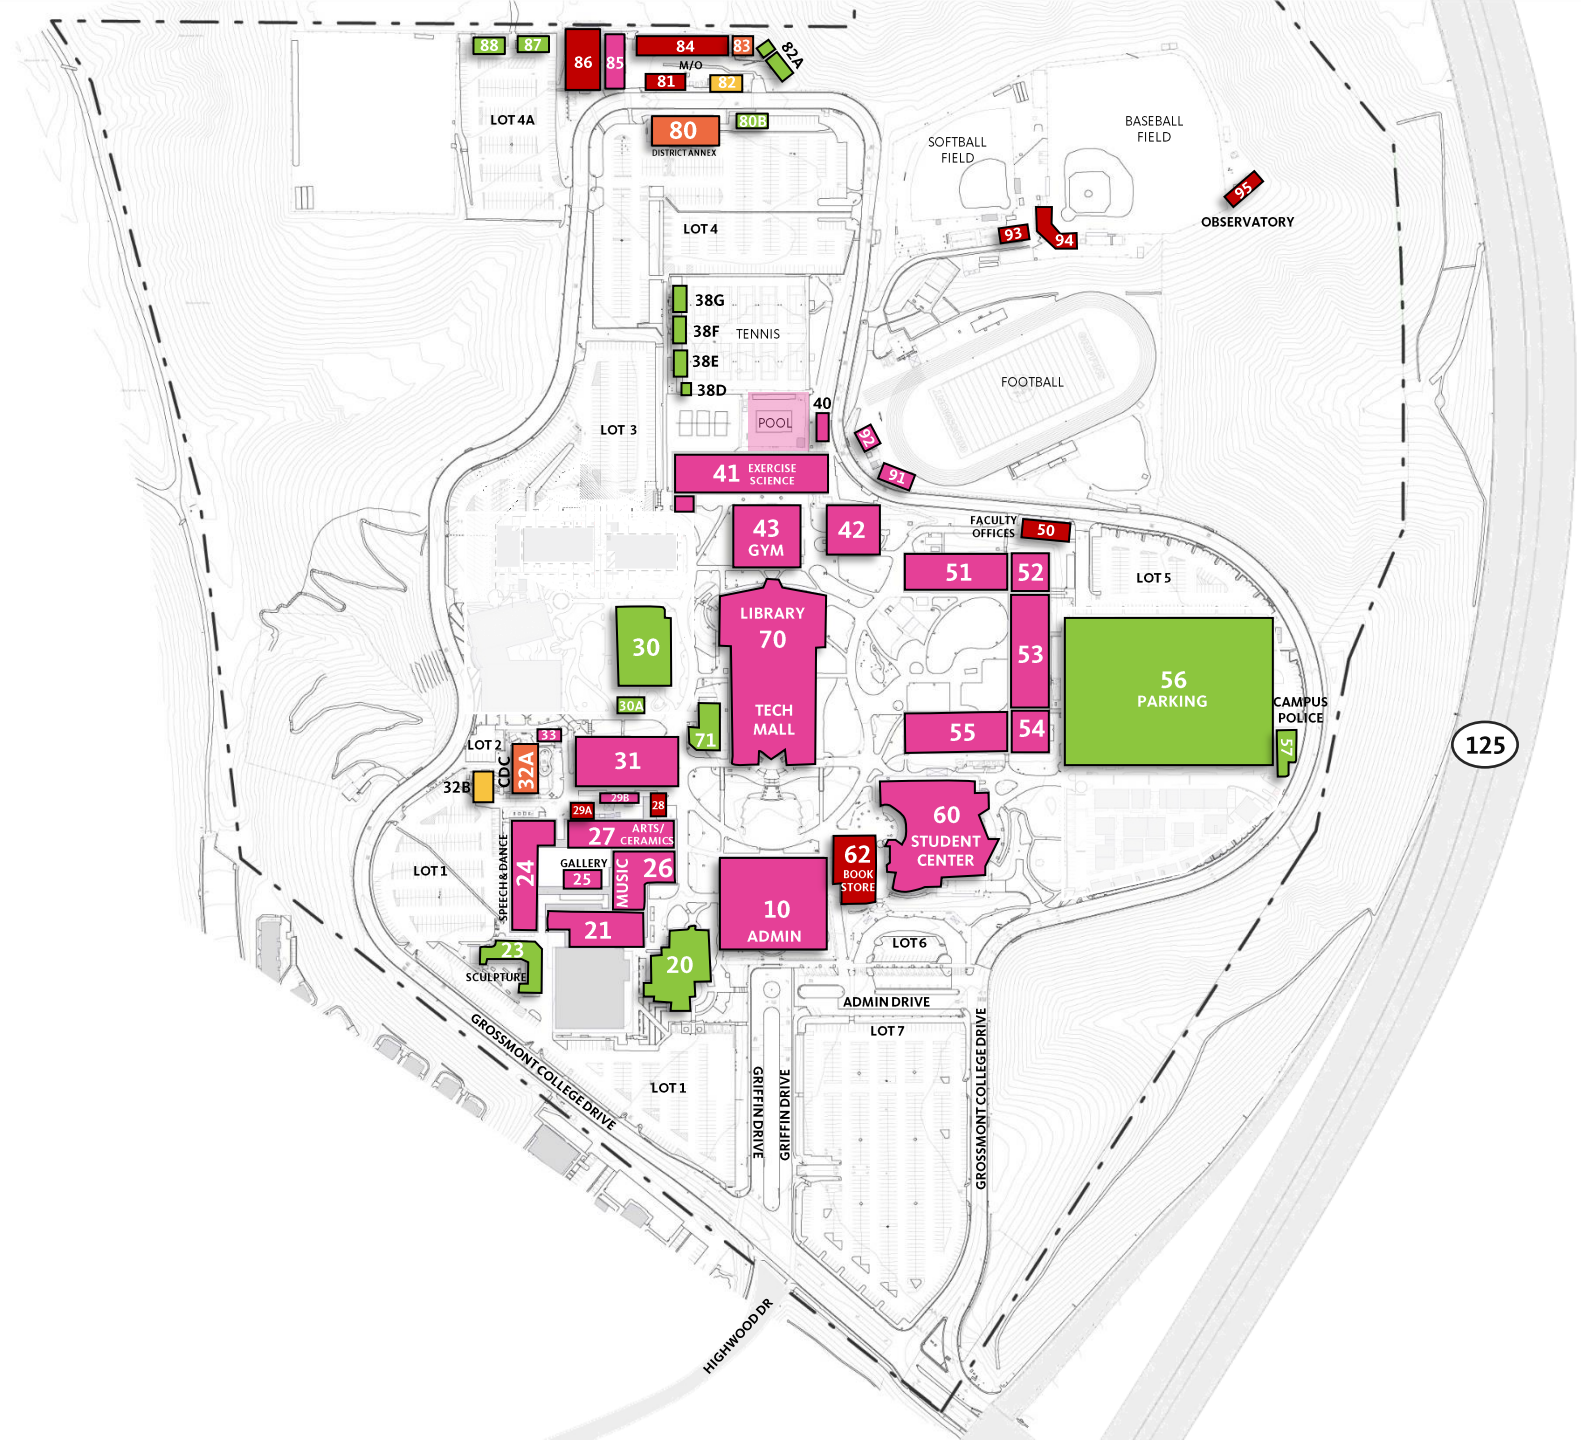 88
87
86
85
84
83
82A
M/O
81
82
LOT 4A
80
80B
DISTRICT ANNEX
SOFTBALL
FIELD
BASEBALL
FIELD
95
OBSERVATORY
93
94
LOT 4
38G
38F
TENNIS
38E
38D
FOOTBALL
40
POOL
LOT 3
92
91
41 EXERCISE
SCIENCE
43
GYM
42
FACULTY
OFFICES
50
51
52
LOT 5
LIBRARY
70
30
53
56
PARKING
30A
CAMPUS
POLICE
TECH
MALL
71
55
54
57
33
LOT 2
CDC
32A
31
32B
125
29B
29A
28
27 ARTS/
CERAMICS
60
STUDENT
CENTER
62
BOOK
STORE
SPEECH & DANCE
24
GALLERY
25
MUSIC
26
LOT 1
10
ADMIN
21
23
SCULPTURE
20
LOT 6
ADMIN DRIVE
LOT 7
GROSSMONT COLLEGE DRIVE
LOT 1
GRIFFIN DRIVE
GRIFFIN DRIVE
GROSSMONT COLLEGE DRIVE
HIGHWOOD DR